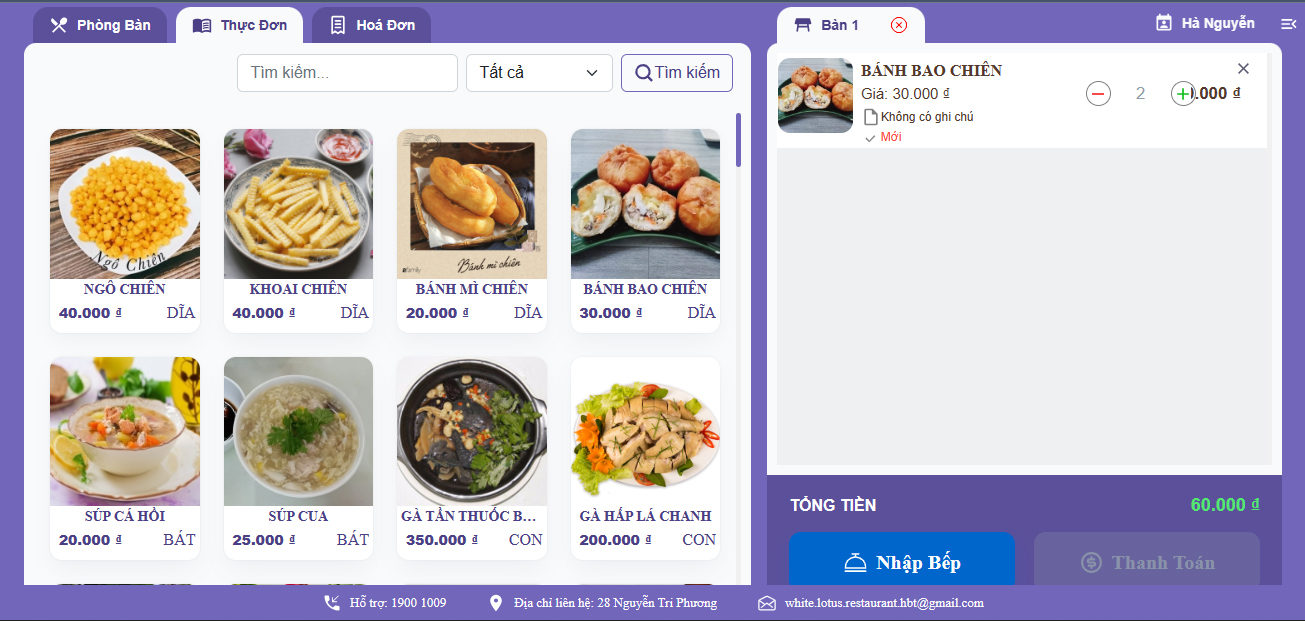 Phòng Bàn
Thực Đơn
Hoá Đơn
Bàn 1
Hà Nguyễn
Tìm kiếm...
Tất cả
Tìm kiếm
Ngô Chiên
NGÔ CHIÊN
40.000 ₫ DĨA
KHOAI CHIÊN
40.000 ₫ DĨA
Bánh mì chiên
BÁNH MÌ CHIÊN
20.000 ₫ DĨA
BÁNH BAO CHIÊN
30.000 ₫ DĨA
SÚP CÁ HỒI
20.000 ₫ BÁT
SÚP CUA
25.000 ₫ BÁT
GÀ TẦN THUỐC B...
350.000 ₫ CON
GÀ HẤP LÁ CHANH
200.000 ₫ CON
BÁNH BAO CHIÊN
Giá: 30.000 ₫
2
.000 ₫
Không có ghi chú
Mới
TỔNG TIỀN
60.000 ₫
Nhập Bếp
Thanh Toán
Hỗ trợ: 1900 1009
Địa chỉ liên hệ: 28 Nguyễn Tri Phương
white.lotus.restaurant.hbt@gmail.com